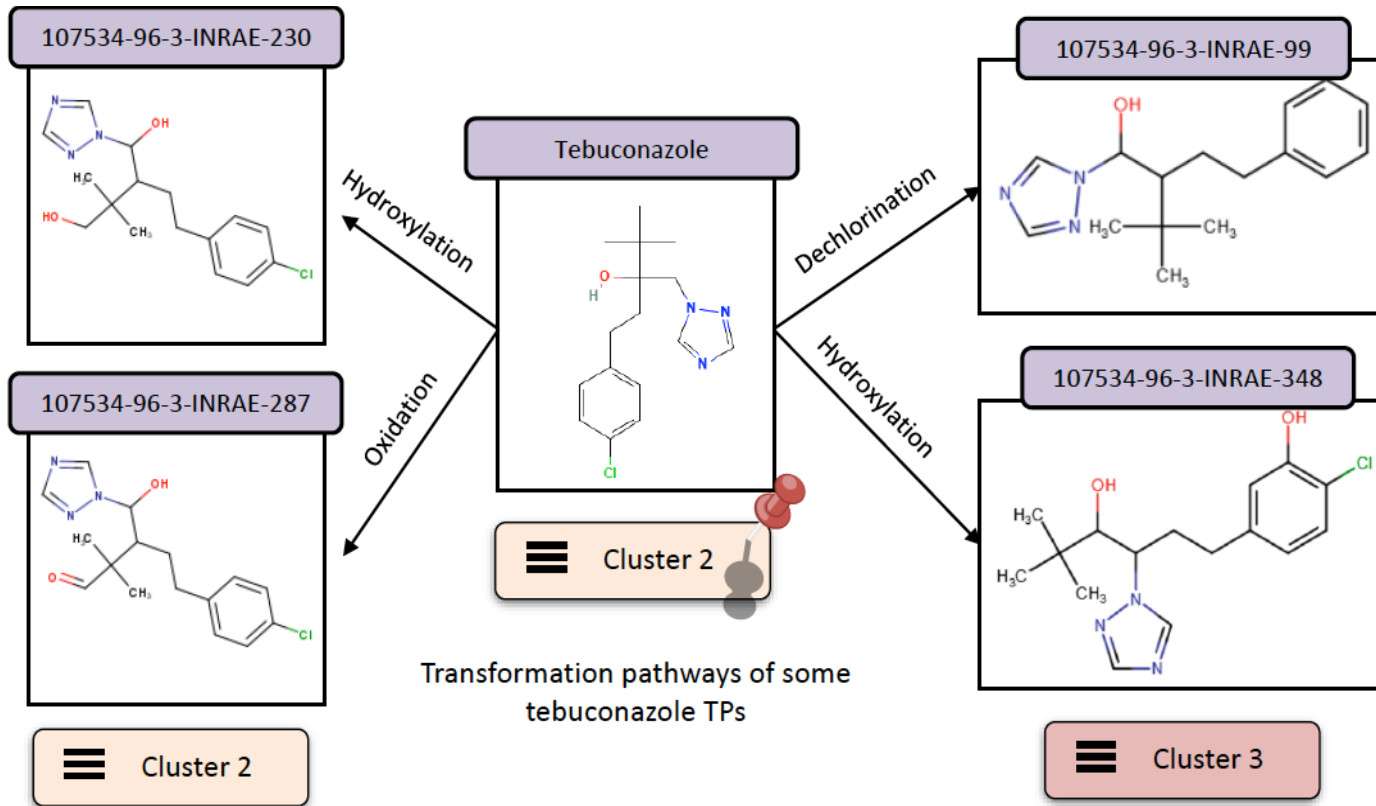 107534-96-3-INRAE-230
N
N
N
OH
H₃C
HO
CH₃
Cl
Hydroxylation
107534-96-3-INRAE-287
N
N
N
OH
H₃C
O
CH₃
Cl
Oxidation
Cluster 2
Tebuconazole
O
H
N
N
N
Cl
Cluster 2
Transformation pathways of some
tebuconazole TPs
Dechlorination
107534-96-3-INRAE-99
OH
N
N
N
H₃C
CH₃
CH₃
Hydroxylation
107534-96-3-INRAE-348
OH
Cl
OH
H₃C
H₃C
CH₃
N
N
N
Cluster 3